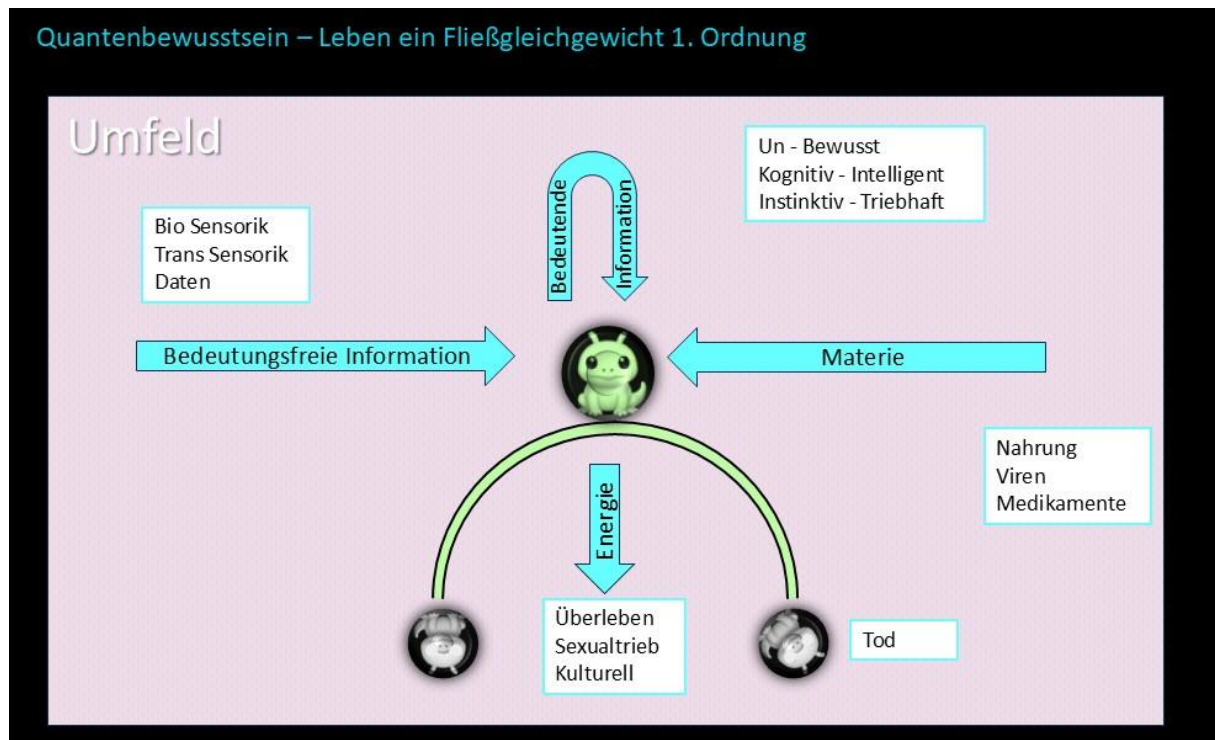 Quantenbewusstsein – Leben ein Fließgleichgewicht 1. Ordnung
Umfeld
Un - Bewusst
Kognitiv - Intelligent
Instinktiv - Triebhaft
Bedeutende
Information
Bio Sensorik
Trans Sensorik
Daten
Bedeutungsfreie Information
Materie
Nahrung
Viren
Medikamente
Energie
Überleben
Sexualtrieb
Kulturell
Tod